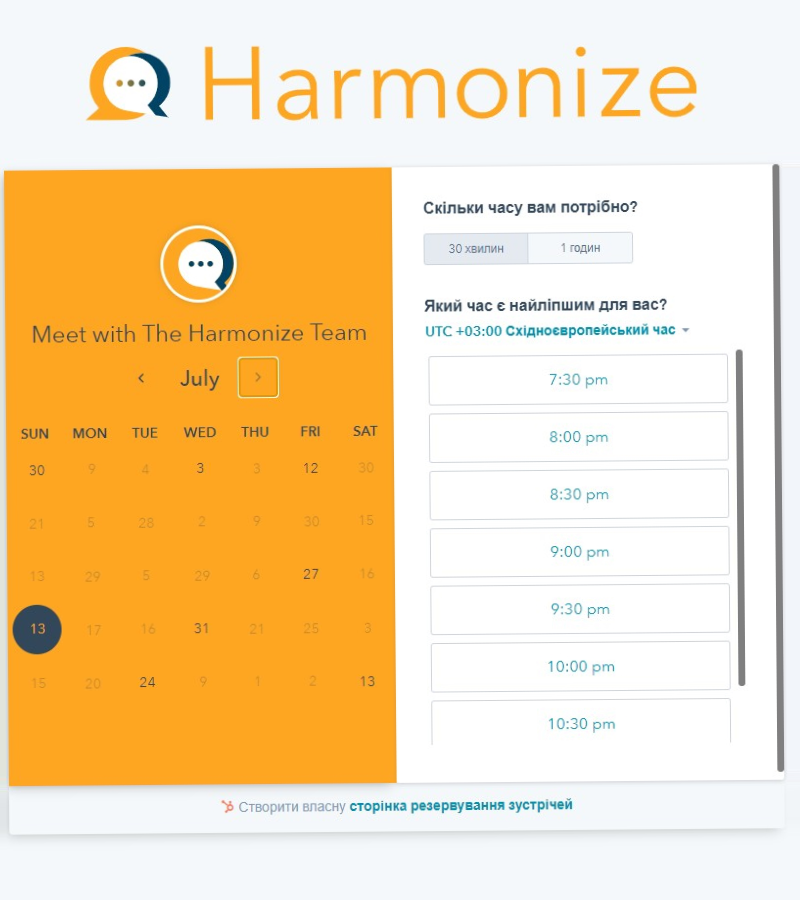 Harmonize
Meet with The Harmonize Team
July
SUN MON TUE WED THU FRI SAT
30 9 4 3 3 12 30
21 5 28 2 9 30 15
13 29 5 29 6 27 16
13 17 16 31 21 25 3
15 20 24 9 1 2 13
Скільки часу вам потрібно?
30 хвилин 1 годин
Який час є найліпшим для вас?
UTC +03:00 Східноєвропейський час
7:30 pm
8:00 pm
8:30 pm
9:00 pm
9:30 pm
10:00 pm
10:30 pm
Створити власну сторінка резервування зустрічей